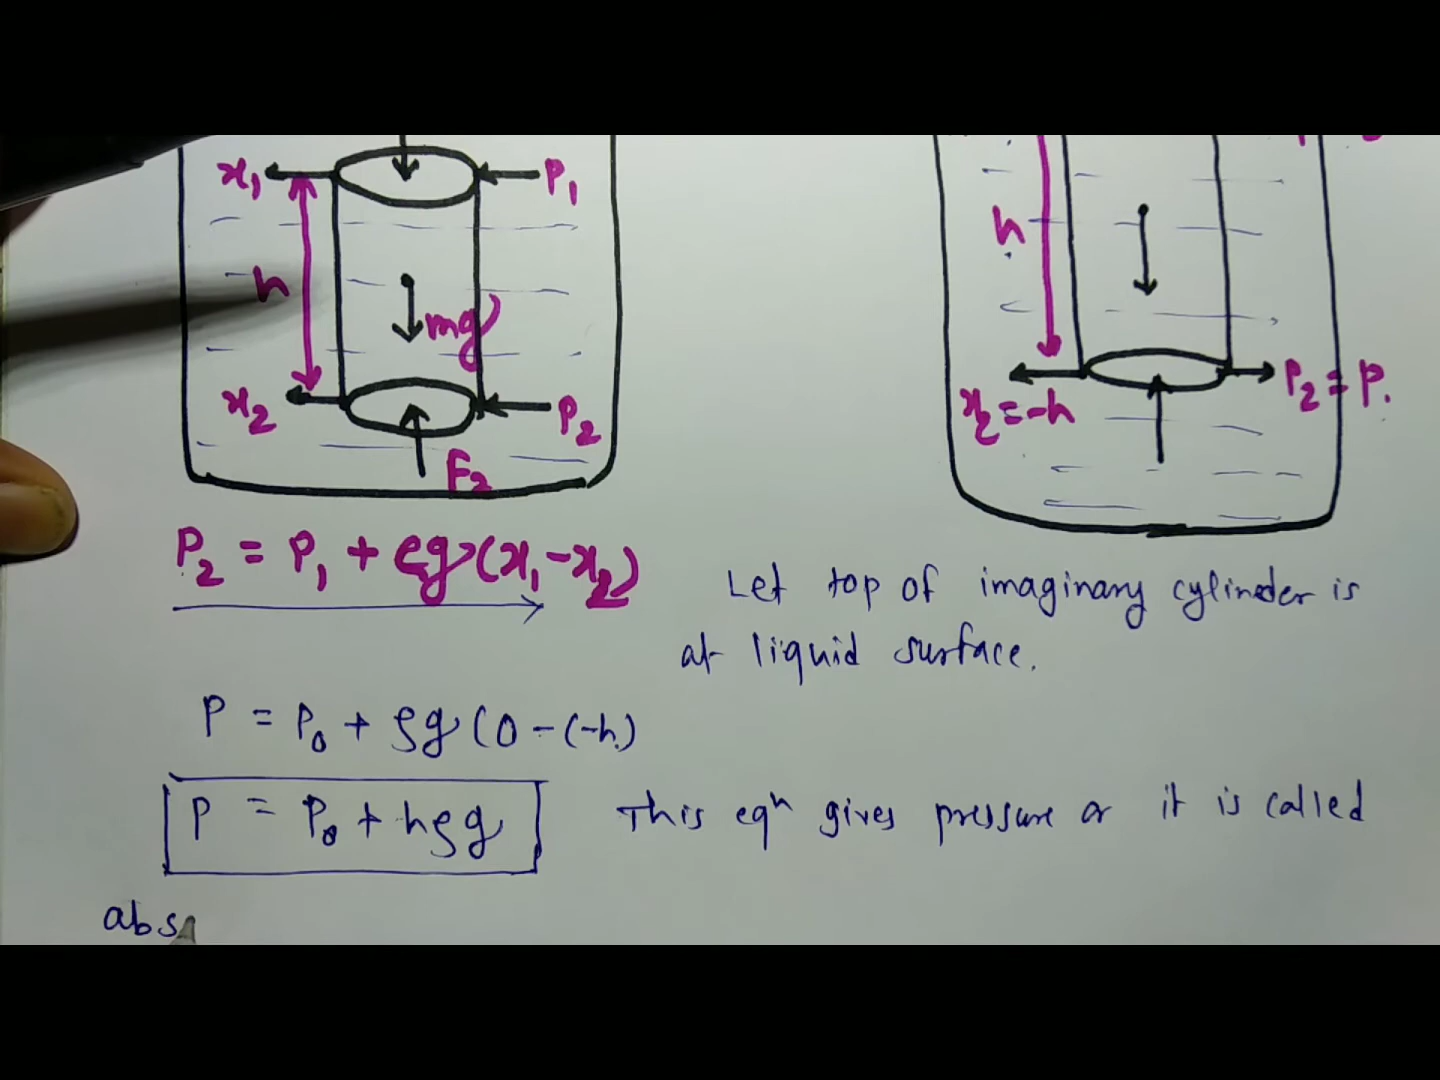 x₁ P₁
h
mg
x₂ P₂
F₂
h
x₂ = -h P₂ = P.
P₂ = P₁ + ρg(x₁-x₂)
Let top of imaginary cylinder is
at liquid surface.
P = P₀ + ρg(0-(-h)
P = P₀ + hρg This eqⁿ gives pressure or it is called
abs